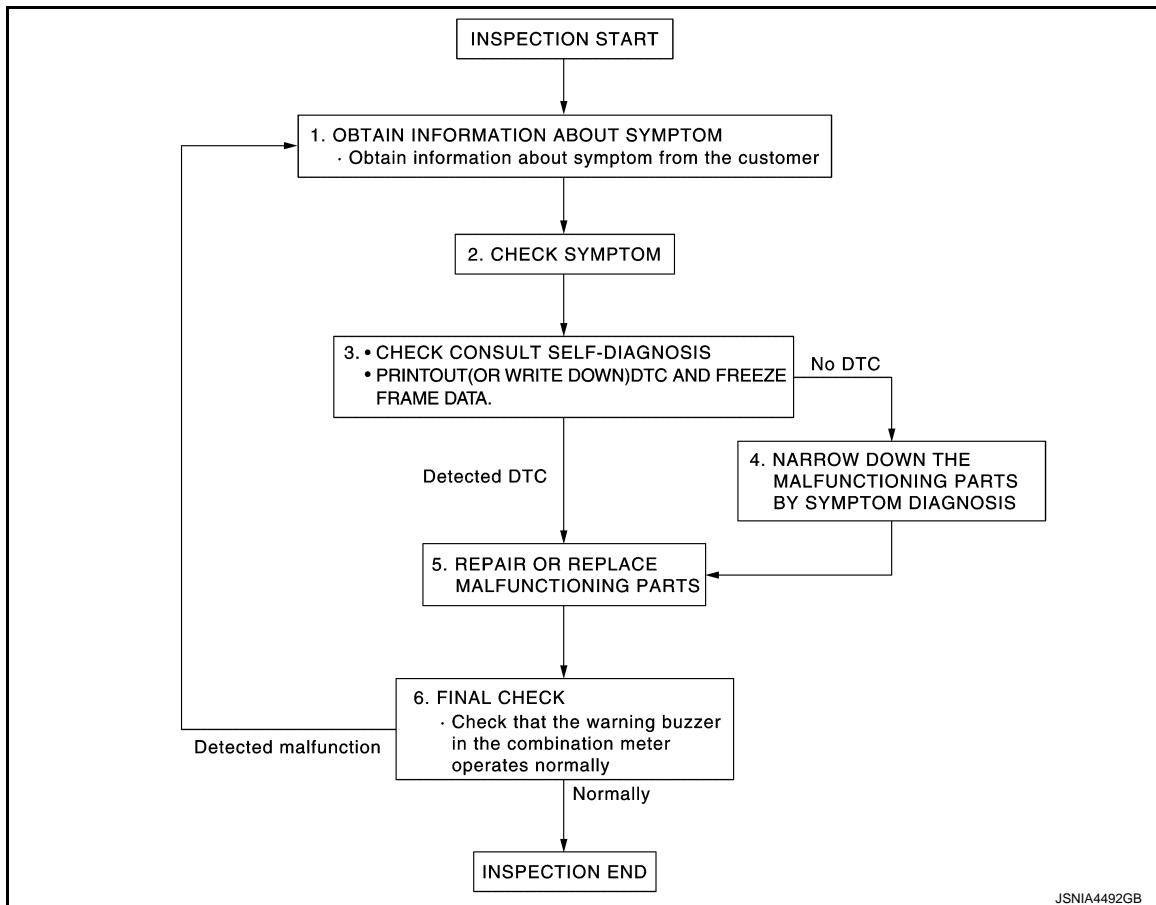 INSPECTION START
1. OBTAIN INFORMATION ABOUT SYMPTOM
· Obtain information about symptom from the customer
2. CHECK SYMPTOM
3. • CHECK CONSULT SELF-DIAGNOSIS
• PRINTOUT(OR WRITE DOWN)DTC AND FREEZE
FRAME DATA.
No DTC
4. NARROW DOWN THE
MALFUNCTIONING PARTS
BY SYMPTOM DIAGNOSIS
Detected DTC
5. REPAIR OR REPLACE
MALFUNCTIONING PARTS
6. FINAL CHECK
· Check that the warning buzzer
in the combination meter
operates normally
Detected malfunction
Normally
INSPECTION END
JSNIA4492GB